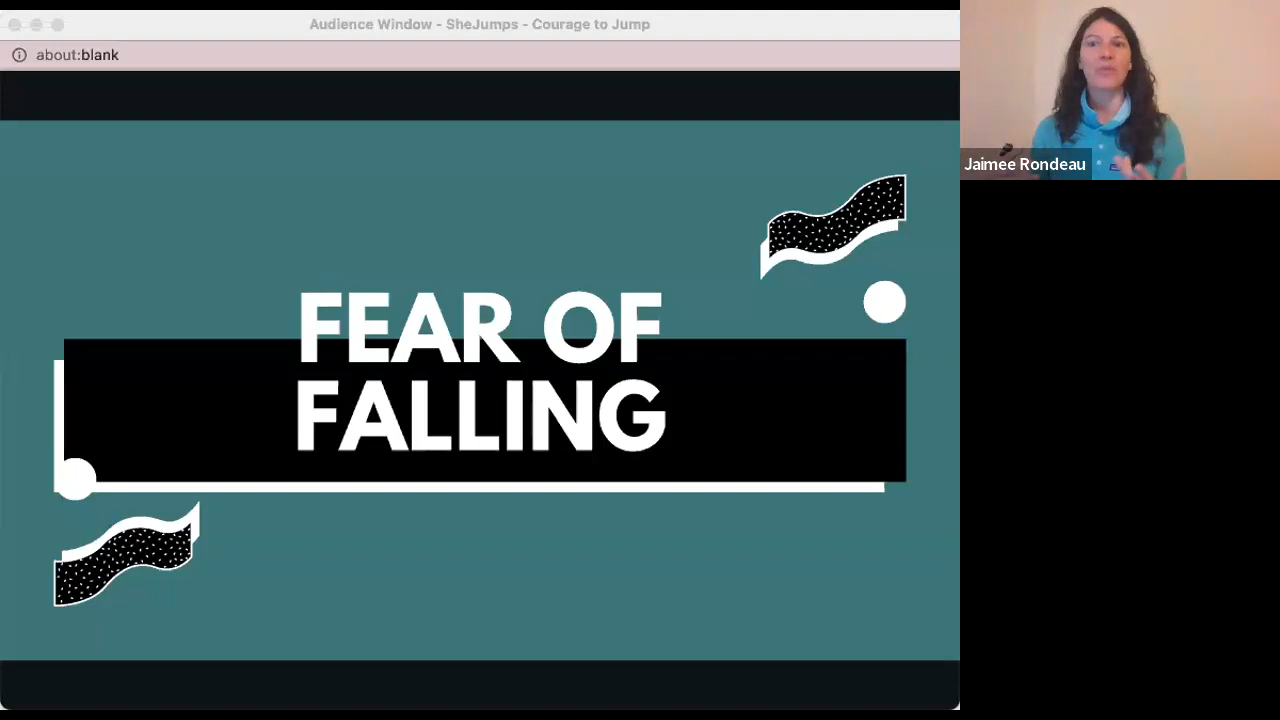 Audience Window - SheJumps - Courage to Jump
about:blank
FEAR OF
FALLING
Jaimee Rondeau